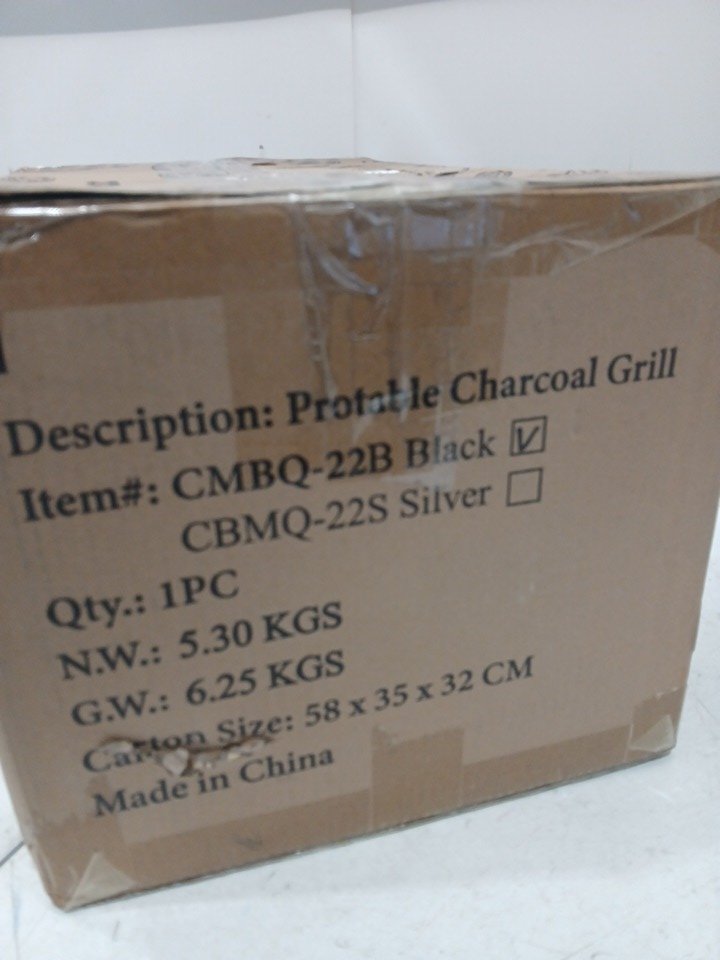 Description: Protable Charcoal Grill
Item#: CMBQ-22B Black ☑
CBMQ-22S Silver ☐
Qty.: 1PC
N.W.: 5.30 KGS
G.W.: 6.25 KGS
Carton Size: 58 x 35 x 32 CM
Made in China